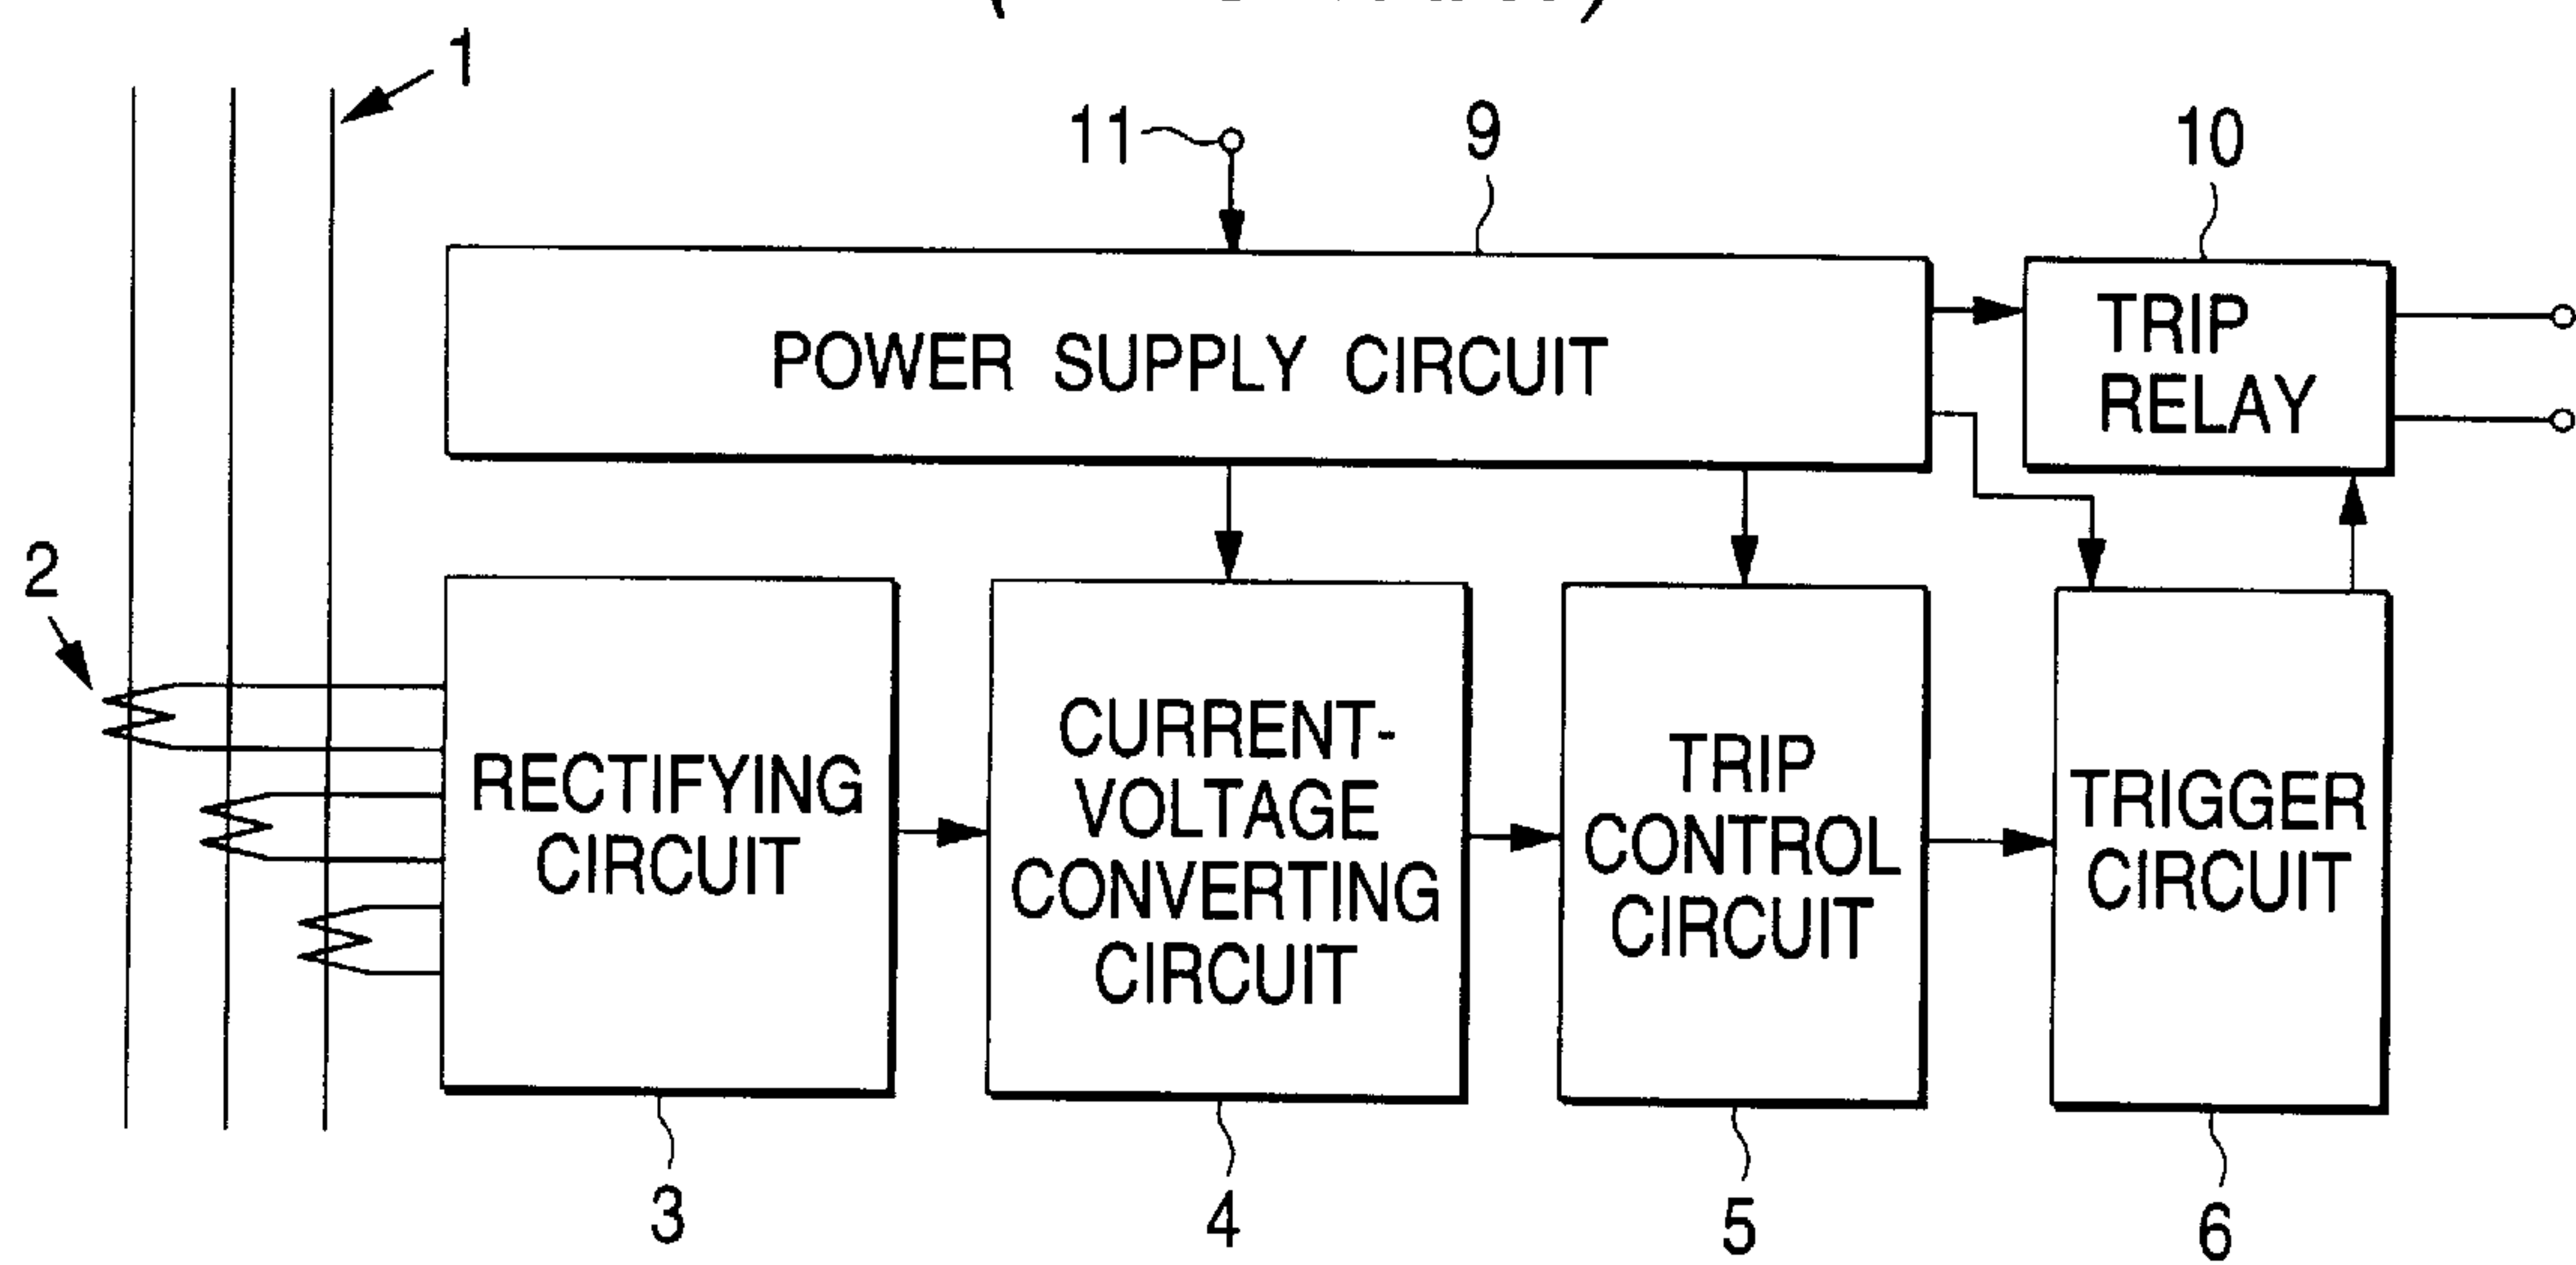 1
11
9
10
POWER SUPPLY CIRCUIT
TRIP
RELAY
2
RECTIFYING
CIRCUIT
CURRENT-
VOLTAGE
CONVERTING
CIRCUIT
TRIP
CONTROL
CIRCUIT
TRIGGER
CIRCUIT
3
4
5
6